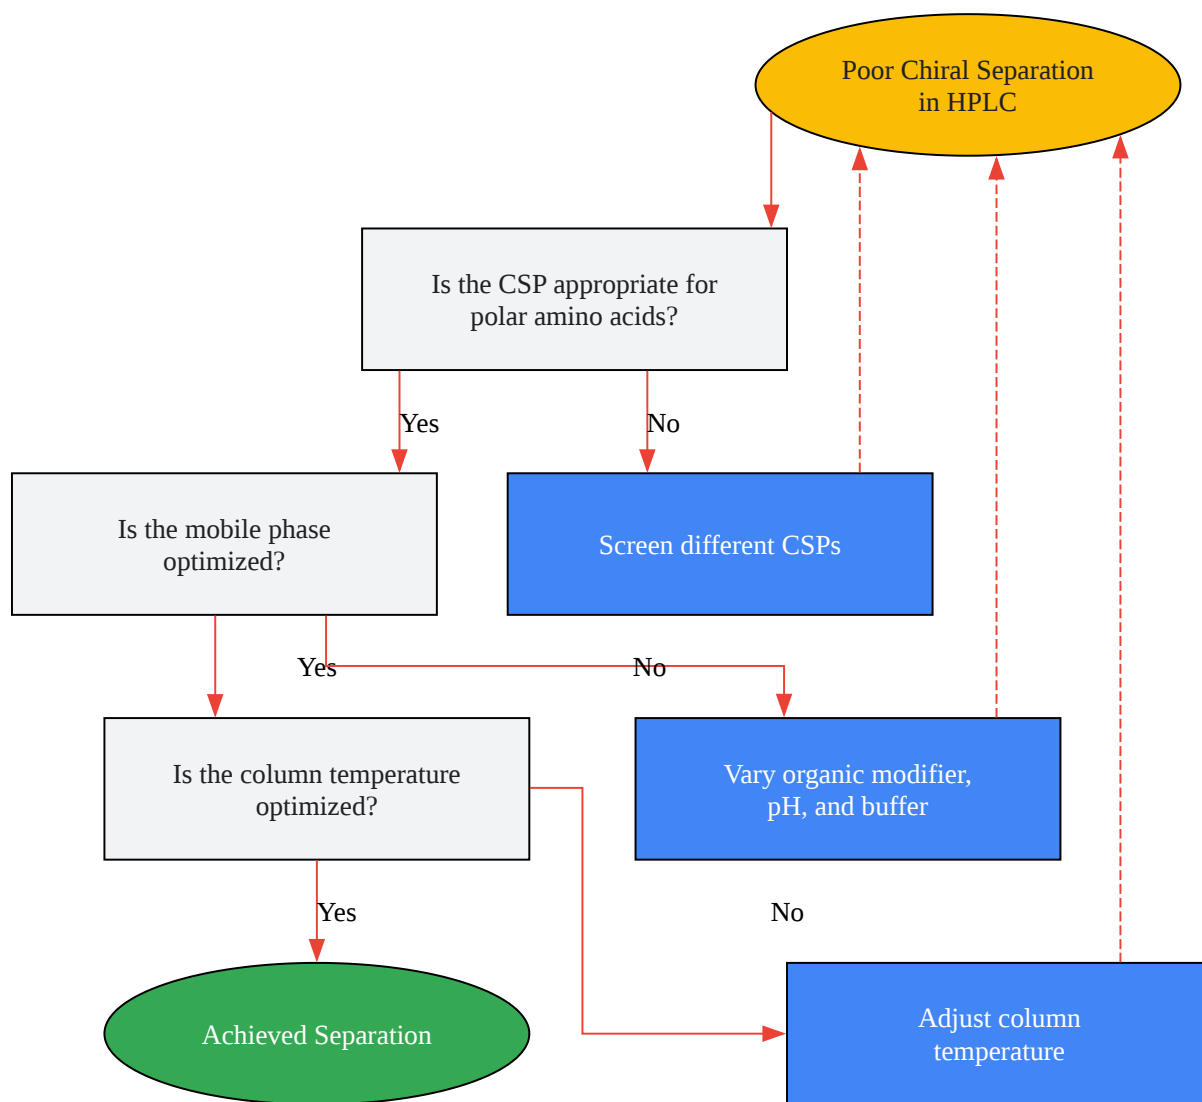 Poor Chiral Separation
in HPLC
Is the CSP appropriate for
polar amino acids?
Yes
No
Is the mobile phase
optimized?
Screen different CSPs
Yes
No
Is the column temperature
optimized?
Vary organic modifier,
pH, and buffer
Yes
No
Achieved Separation
Adjust column
temperature